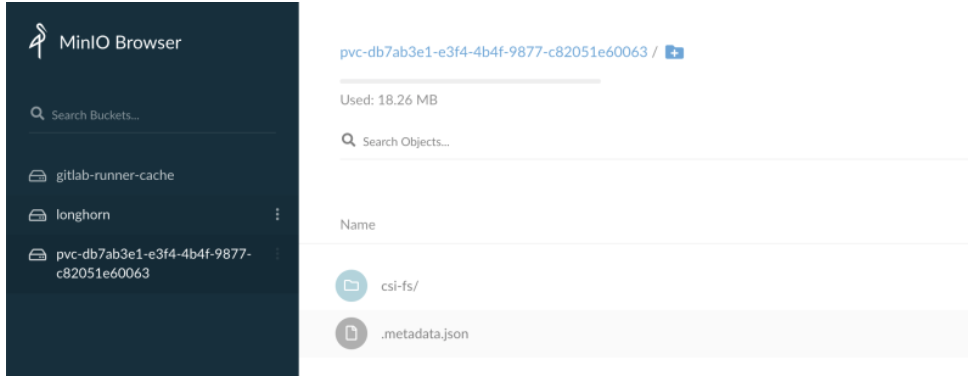 MinIO Browser
Search Buckets...
gitlab-runner-cache
longhorn
pvc-db7ab3e1-e3f4-4b4f-9877-
c82051e60063
pvc-db7ab3e1-e3f4-4b4f-9877-c82051e60063 /
Used: 18.26 MB
Search Objects...
Name
csi-fs/
.metadata.json